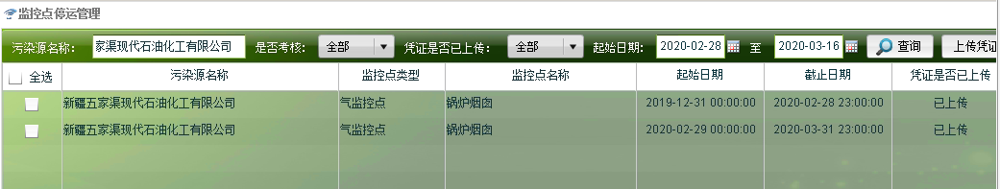 监控点停运管理
污染源名称： 家渠现代石油化工有限公司 是否考核： 全部 凭证是否已上传： 全部 起始日期： 2020-02-28 至 2020-03-16 查询 上传凭证
全选 污染源名称 监控点类型 监控点名称 起始日期 截止日期 凭证是否已上传
新疆五家渠现代石油化工有限公司 气监控点 锅炉烟囱 2019-12-31 00:00:00 2020-02-28 23:00:00 已上传
新疆五家渠现代石油化工有限公司 气监控点 锅炉烟囱 2020-02-29 00:00:00 2020-03-31 23:00:00 已上传